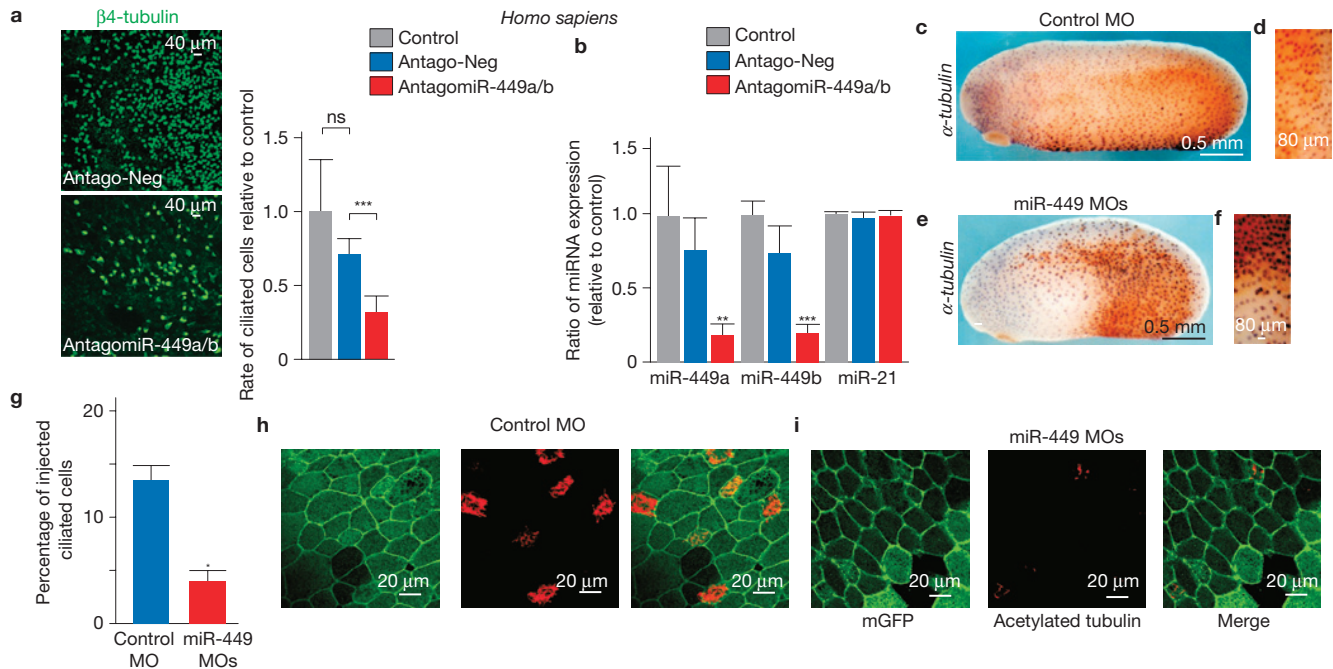 a
β4-tubulin
40 μm
Antago-Neg
40 μm
AntagomiR-449a/b
Homo sapiens
Control
Antago-Neg
AntagomiR-449a/b
Rate of ciliated cells relative to control
1.5
1.0
0.5
0
ns
***
b
Control
Antago-Neg
AntagomiR-449a/b
Ratio of miRNA expression
(relative to control)
1.5
1.0
0.5
0
**
***
miR-449a
miR-449b
miR-21
c
Control MO
α-tubulin
0.5 mm
d
80 μm
e
miR-449 MOs
α-tubulin
0.5 mm
f
80 μm
g
Percentage of injected
ciliated cells
20
10
0
*
Control
MO
miR-449
MOs
h
Control MO
20 μm
20 μm
20 μm
i
miR-449 MOs
20 μm
20 μm
20 μm
mGFP
Acetylated tubulin
Merge